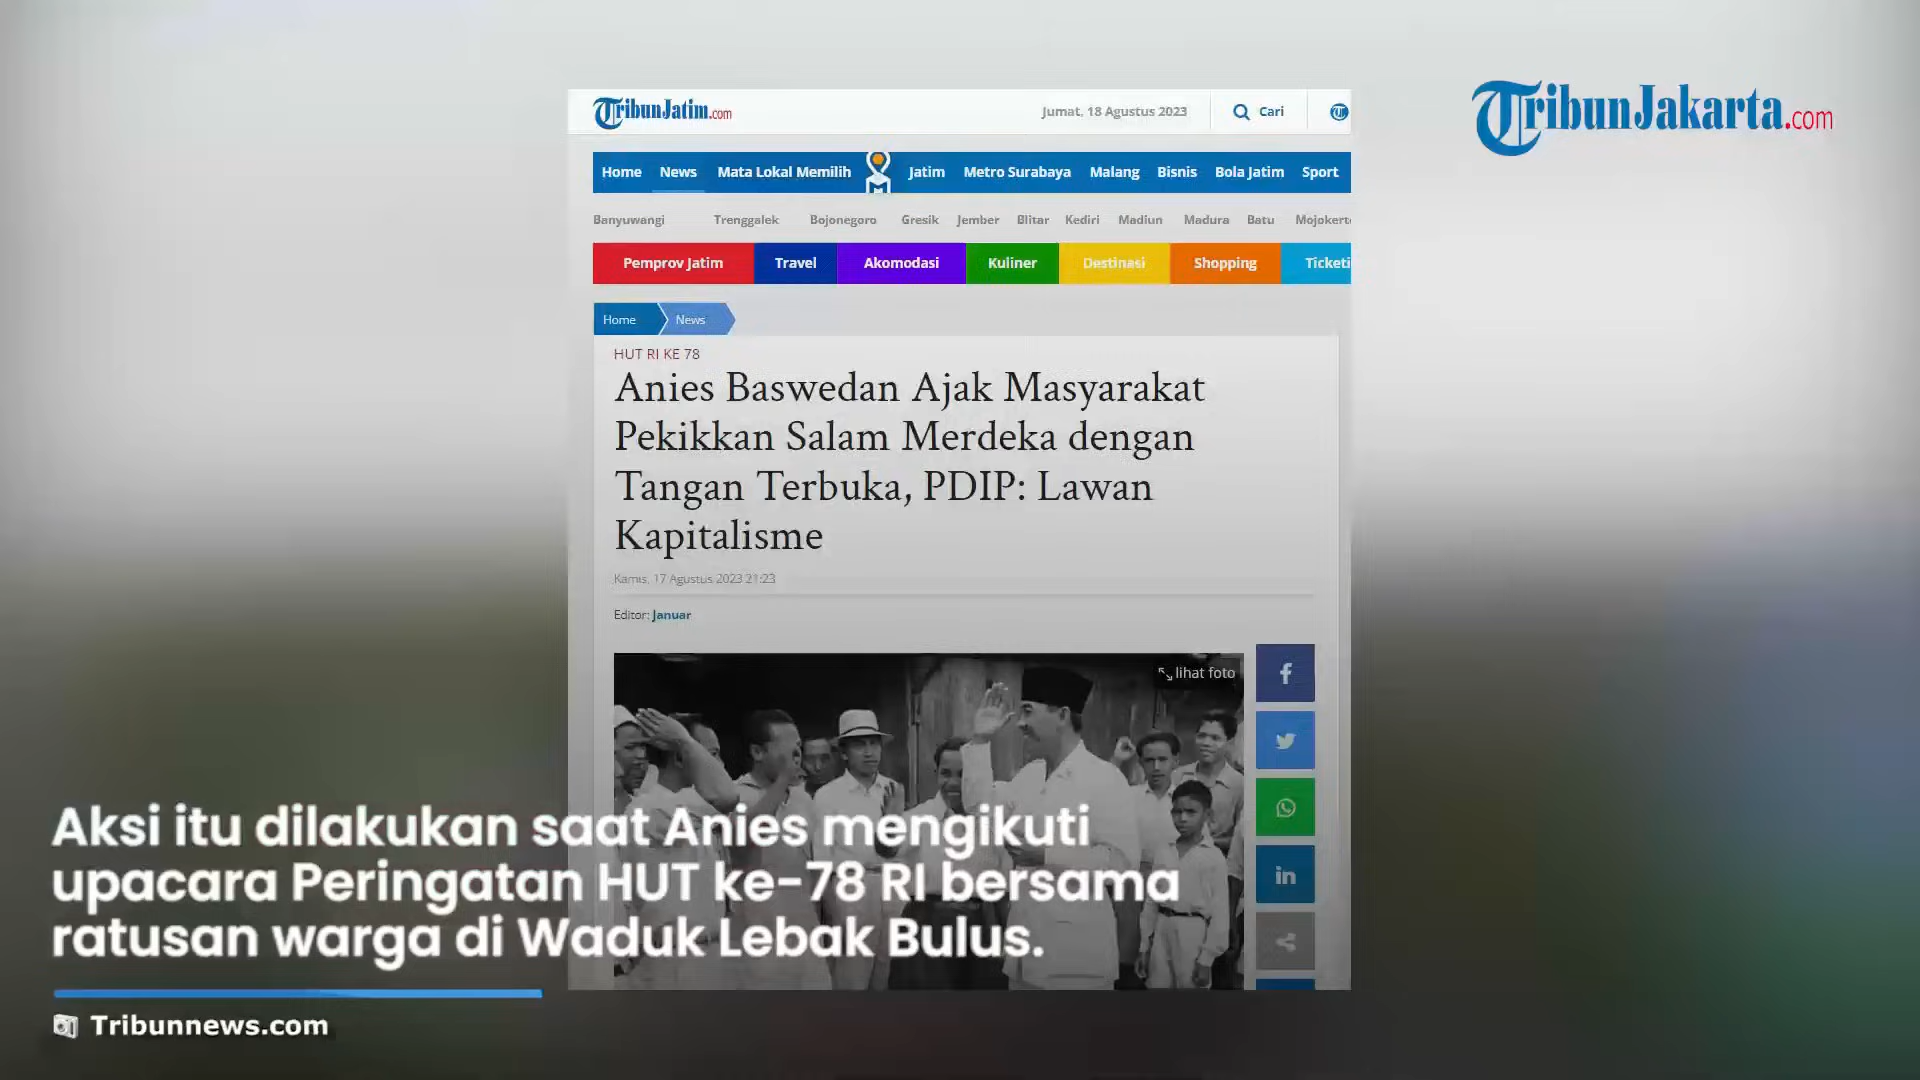 TribunJatim.com
Jumat, 18 Agustus 2023
Cari
TribunJakarta.com
Home News Mata Lokal Memilih Jatim Metro Surabaya Malang Bisnis Bola Jatim Sport
Banyuwangi Trenggalek Bojonegoro Gresik Jember Blitar Kediri Madiun Madura Batu Mojokert
Pemprov Jatim Travel Akomodasi Kuliner Destinasi Shopping Ticketi
Home News
HUT RI KE 78
Anies Baswedan Ajak Masyarakat
Pekikkan Salam Merdeka dengan
Tangan Terbuka, PDIP: Lawan
Kapitalisme
Kamis, 17 Agustus 2023 21:23
Editor: Januar
lihat foto
Aksi itu dilakukan saat Anies mengikuti
upacara Peringatan HUT ke-78 RI bersama
ratusan warga di Waduk Lebak Bulus.
Tribunnews.com